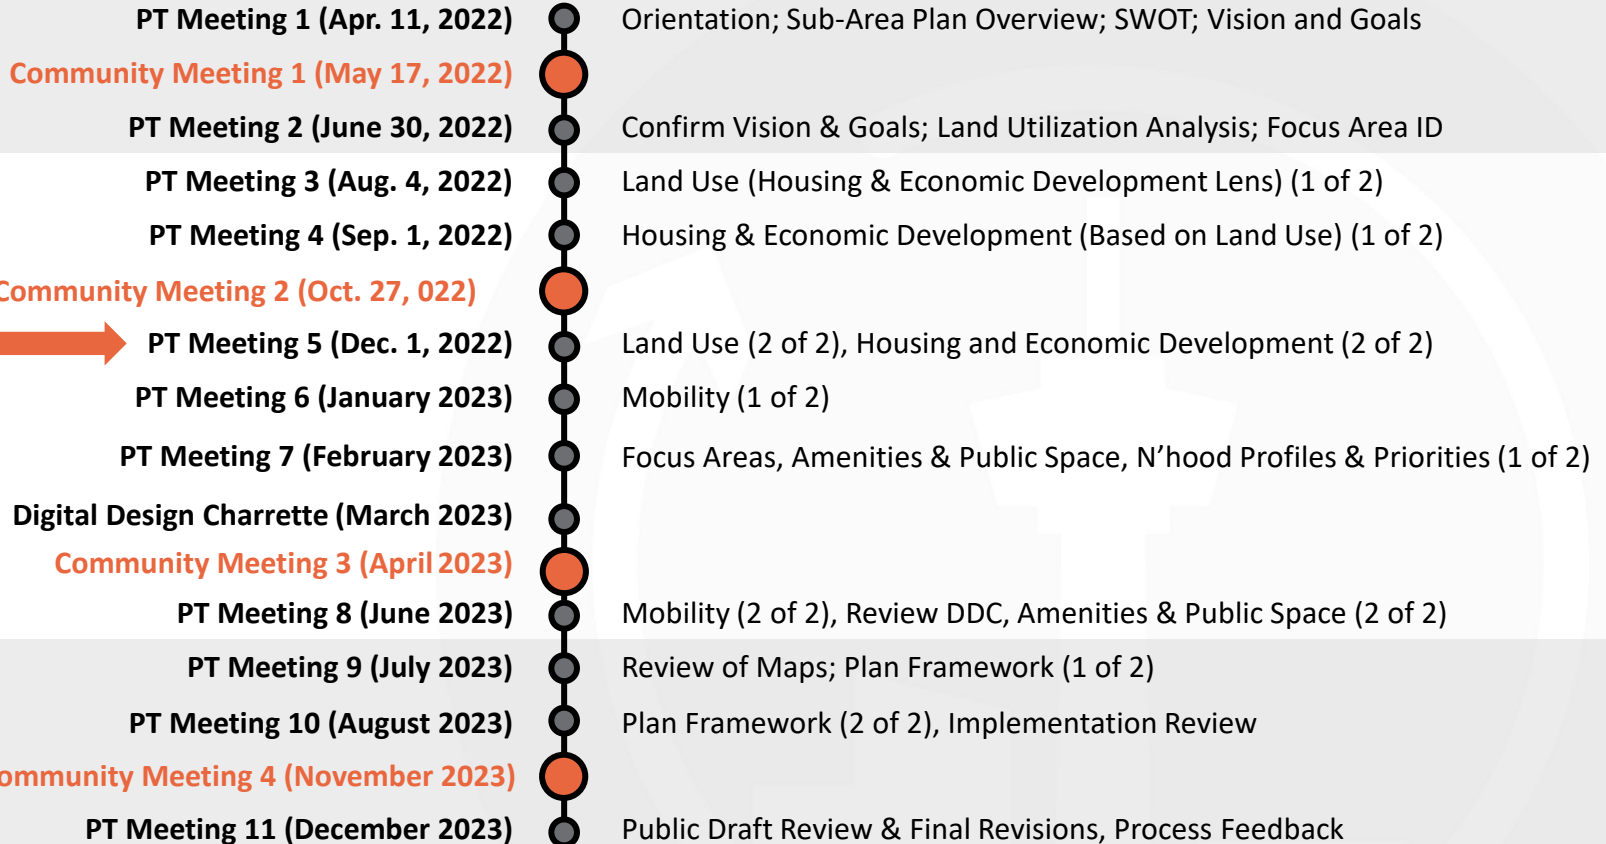 PT Meeting 1 (Apr. 11, 2022) Orientation; Sub-Area Plan Overview; SWOT; Vision and Goals
Community Meeting 1 (May 17, 2022)
PT Meeting 2 (June 30, 2022) Confirm Vision & Goals; Land Utilization Analysis; Focus Area ID
PT Meeting 3 (Aug. 4, 2022) Land Use (Housing & Economic Development Lens) (1 of 2)
PT Meeting 4 (Sep. 1, 2022) Housing & Economic Development (Based on Land Use) (1 of 2)
Community Meeting 2 (Oct. 27, 022)
PT Meeting 5 (Dec. 1, 2022) Land Use (2 of 2), Housing and Economic Development (2 of 2)
PT Meeting 6 (January 2023) Mobility (1 of 2)
PT Meeting 7 (February 2023) Focus Areas, Amenities & Public Space, N’hood Profiles & Priorities (1 of 2)
Digital Design Charrette (March 2023)
Community Meeting 3 (April 2023)
PT Meeting 8 (June 2023) Mobility (2 of 2), Review DDC, Amenities & Public Space (2 of 2)
PT Meeting 9 (July 2023) Review of Maps; Plan Framework (1 of 2)
PT Meeting 10 (August 2023) Plan Framework (2 of 2), Implementation Review
ommunity Meeting 4 (November 2023)
PT Meeting 11 (December 2023) Public Draft Review & Final Revisions, Process Feedback